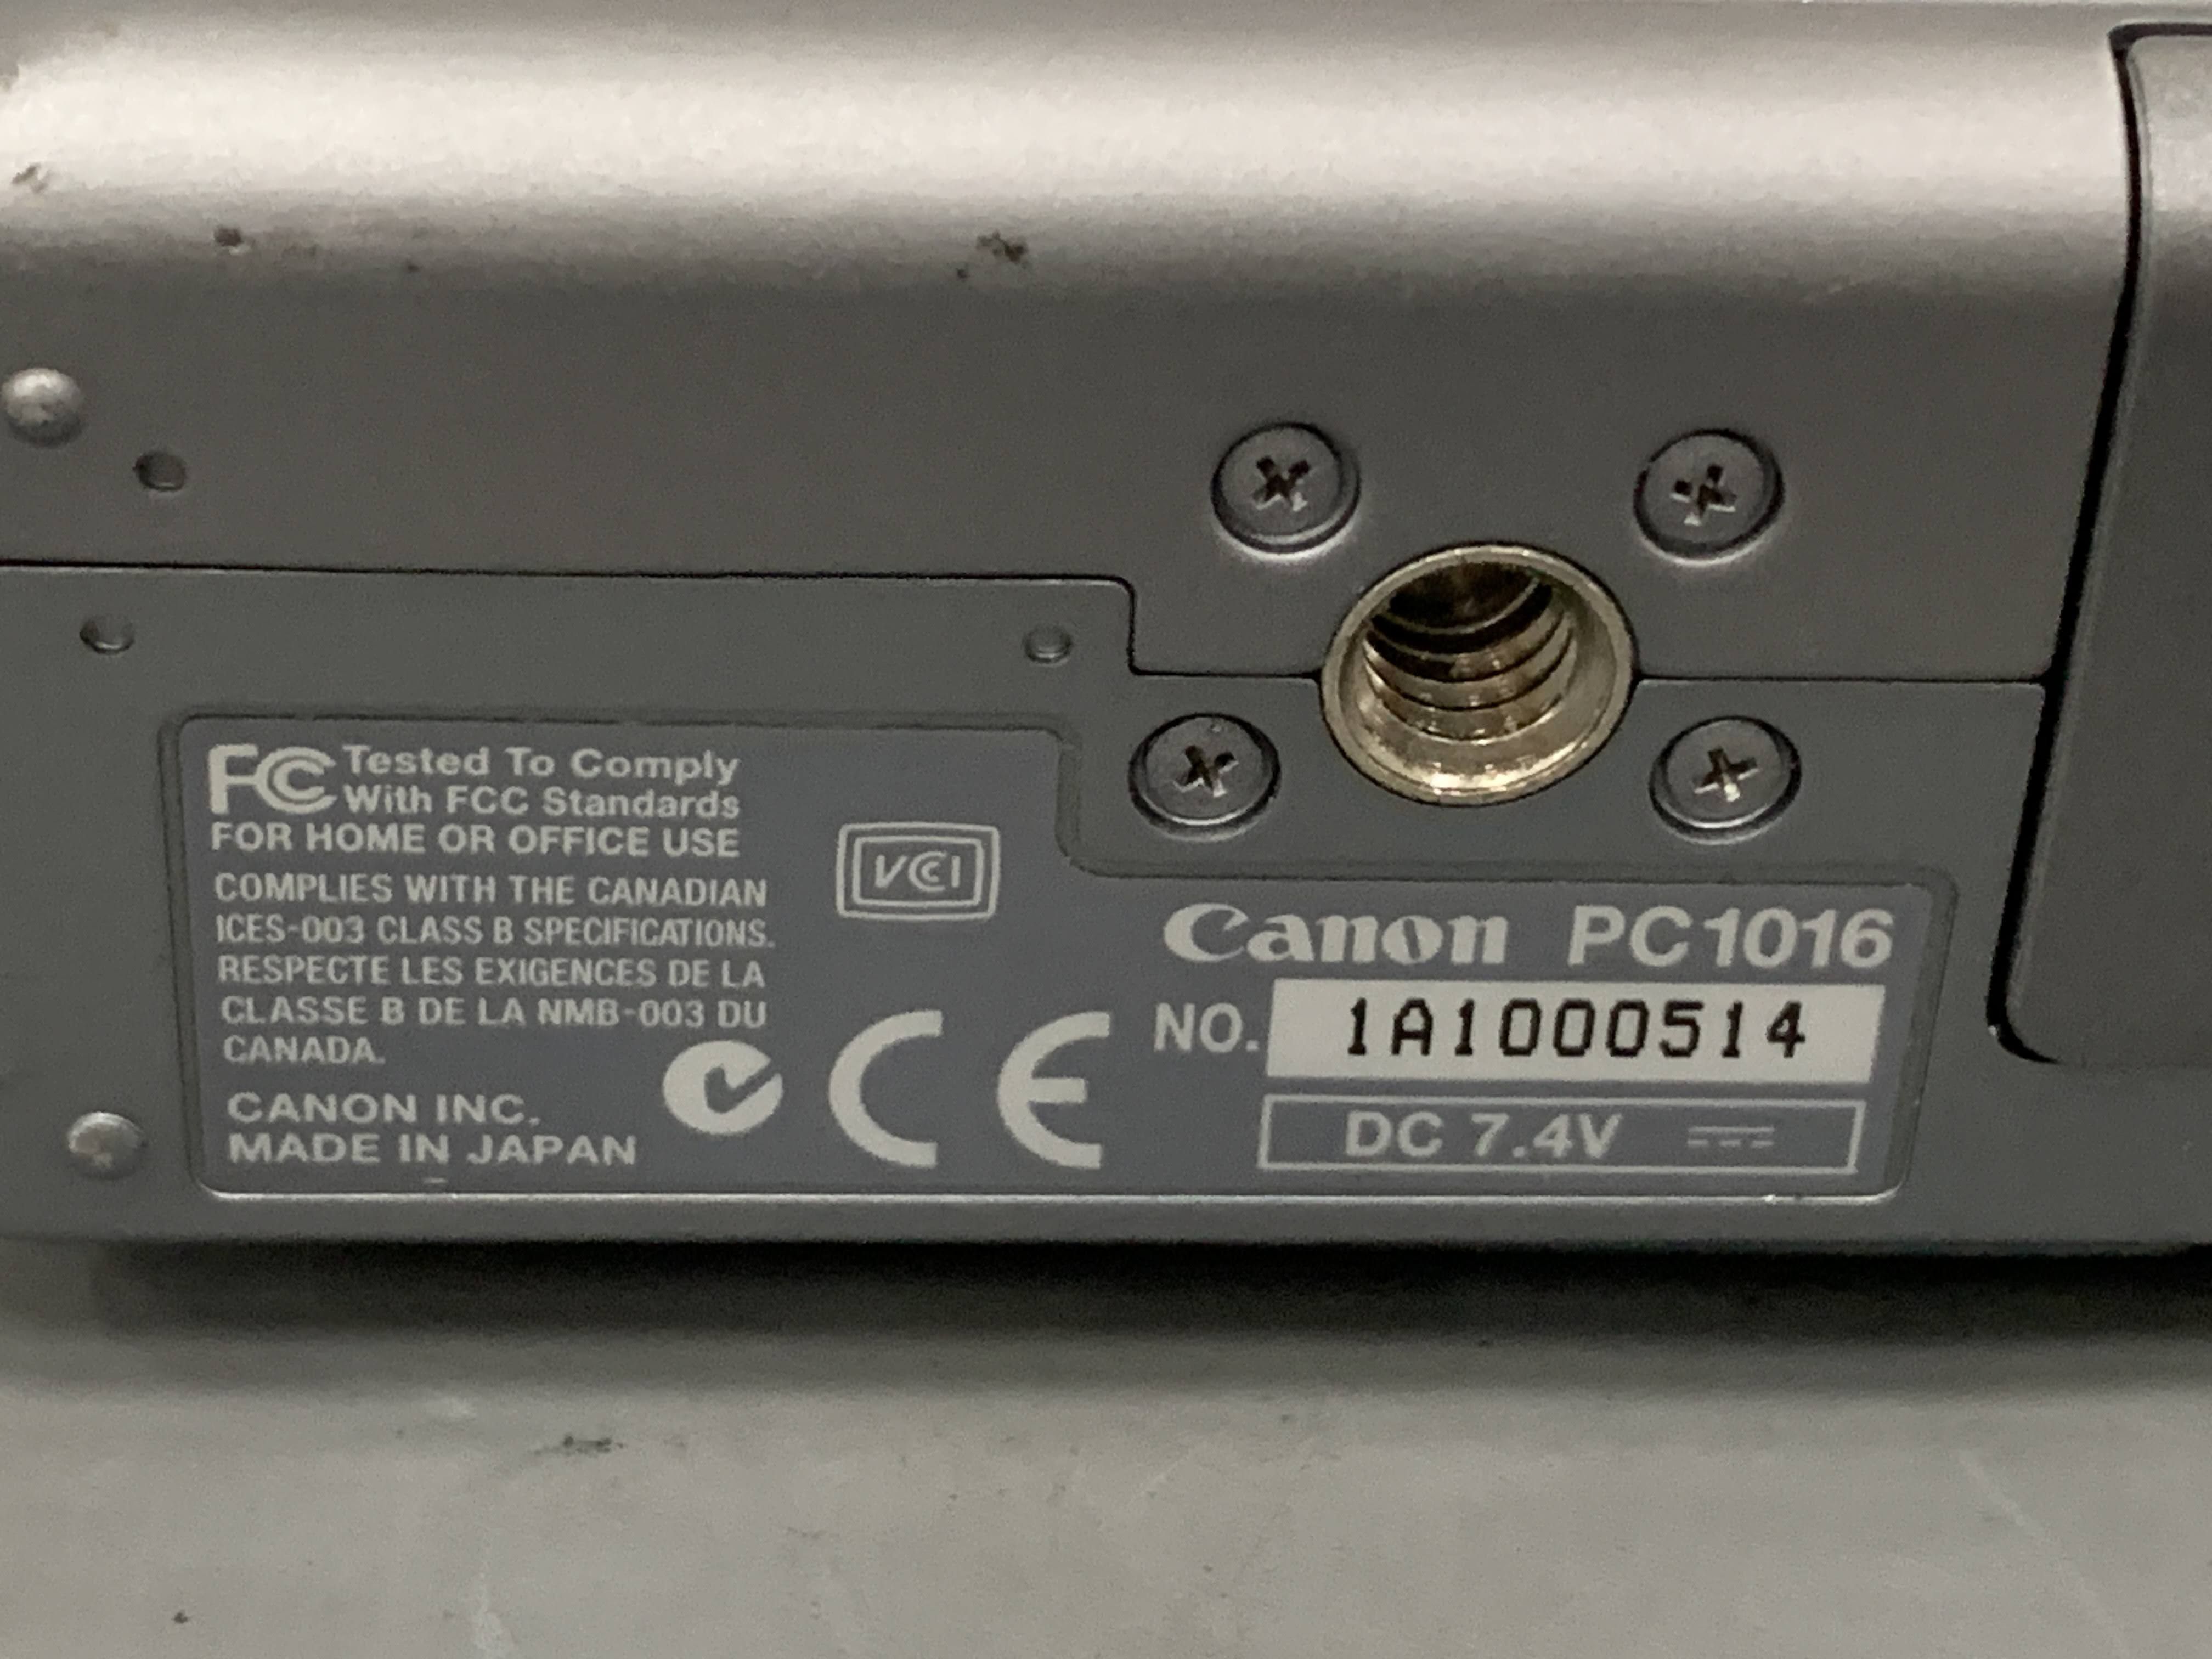 FC Tested To Comply
With FCC Standards
FOR HOME OR OFFICE USE
COMPLIES WITH THE CANADIAN
ICES-003 CLASS B SPECIFICATIONS.
RESPECTE LES EXIGENCES DE LA
CLASSE B DE LA NMB-003 DU
CANADA.
CANON INC.
MADE IN JAPAN
VCI
CE
Canon PC1016
NO. 1A1000514
DC 7.4V